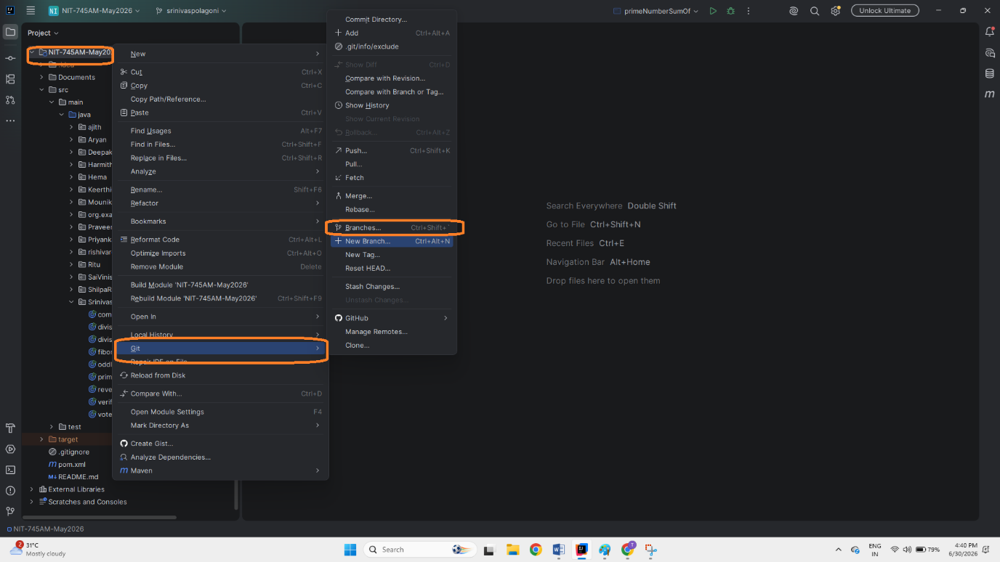 NI NIT-745AM-May2026
srinivaspolagoni
primeNumberSumOf
Unlock Ultimate
Project
NIT-745AM-May202
.idea
Documents
src
main
java
ajith
Aryan
Deepak
Harmith
Hema
Keerthi
Mounik
org.exa
Praveer
Priyank
rishivar
Ritu
SaiVinis
ShilpaR
Srinivas
com
divis
divis
fibor
oddl
prim
reve
verif
vote
test
target
.gitignore
m pom.xml
M↓ README.md
External Libraries
Scratches and Consoles
NIT-745AM-May2026
New
Cut Ctrl+X
Copy Ctrl+C
Copy Path/Reference...
Paste Ctrl+V
Find Usages Alt+F7
Find in Files... Ctrl+Shift+F
Replace in Files... Ctrl+Shift+R
Analyze
Rename... Shift+F6
Refactor
Bookmarks
Reformat Code Ctrl+Alt+L
Optimize Imports Ctrl+Alt+O
Remove Module Delete
Build Module 'NIT-745AM-May2026'
Rebuild Module 'NIT-745AM-May2026' Ctrl+Shift+F9
Open In
Local History
Git
Repair IDE on File
Reload from Disk
Compare With... Ctrl+D
Open Module Settings F4
Mark Directory As
Create Gist...
Analyze Dependencies...
m Maven
Commit Directory...
Add Ctrl+Alt+A
.git/info/exclude
Show Diff Ctrl+D
Compare with Revision...
Compare with Branch or Tag...
Show History
Show Current Revision
Rollback... Ctrl+Alt+Z
Push... Ctrl+Shift+K
Pull...
Fetch
Merge...
Rebase...
Branches... Ctrl+Shift+`
New Branch... Ctrl+Alt+N
New Tag...
Reset HEAD...
Stash Changes...
Unstash Changes...
GitHub
Manage Remotes...
Clone...
Search Everywhere Double Shift
Go to File Ctrl+Shift+N
Recent Files Ctrl+E
Navigation Bar Alt+Home
Drop files here to open them
m
2
31°C
Mostly cloudy
Search
T
ENG
IN
79%
4:40 PM
6/30/2026